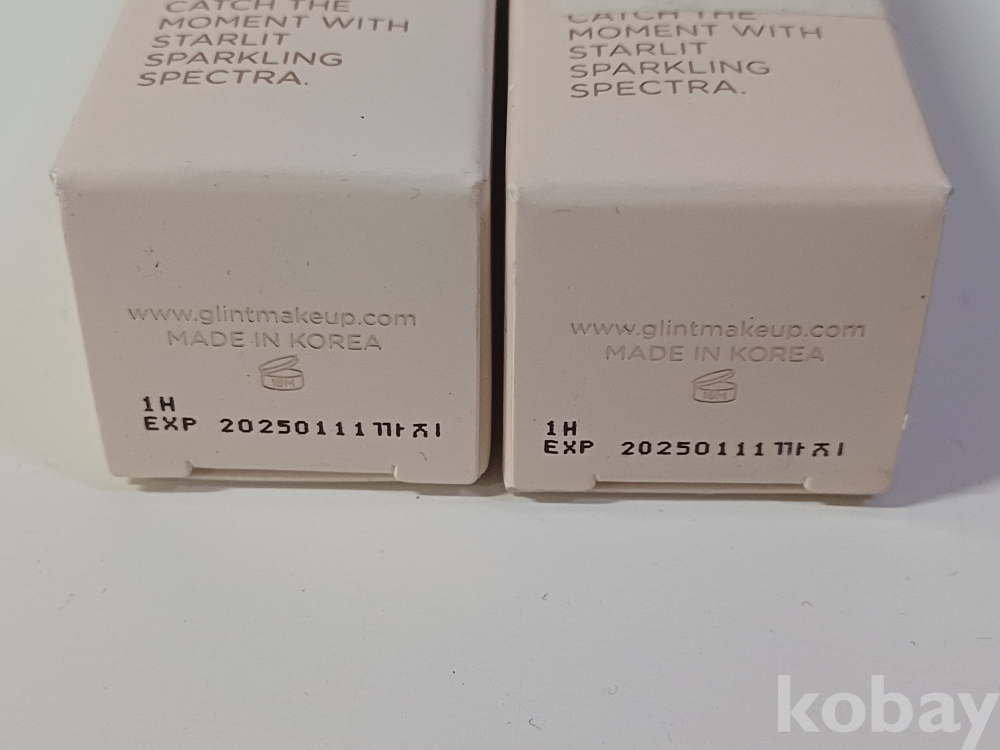 CATCH THE
MOMENT WITH
STARLIT
SPARKLING
SPECTRA.
www.glintmakeup.com
MADE IN KOREA
18M
1H
EXP 20250111까지
CATCH THE
MOMENT WITH
STARLIT
SPARKLING
SPECTRA.
www.glintmakeup.com
MADE IN KOREA
18M
1H
EXP 20250111까지
kobay